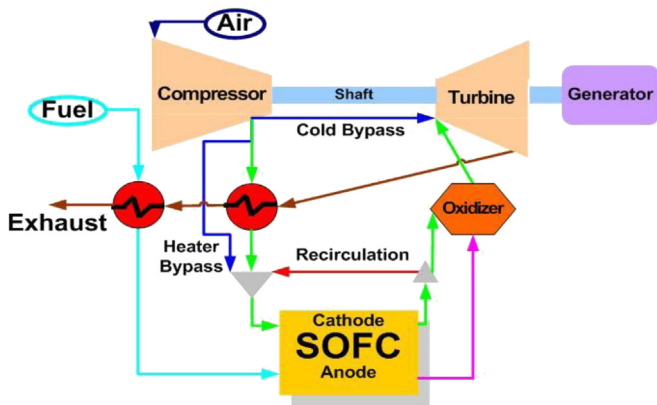 Air
Compressor
Shaft
Turbine
Generator
Fuel
Cold Bypass
Exhaust
Heater
Bypass
Recirculation
Oxidizer
Cathode
SOFC
Anode